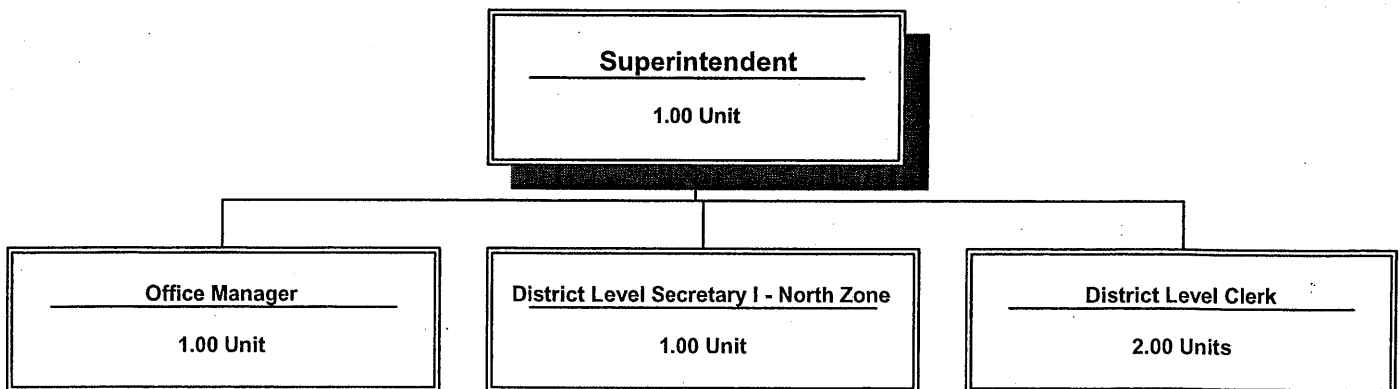 Superintendent
1.00 Unit
Office Manager
1.00 Unit
District Level Secretary I - North Zone
1.00 Unit
District Level Clerk
2.00 Units